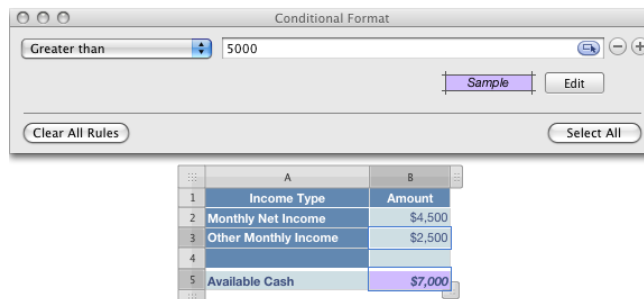 Conditional Format
Greater than 5000
Sample Edit
Clear All Rules Select All
A B
1 Income Type Amount
2 Monthly Net Income $4,500
3 Other Monthly Income $2,500
4
5 Available Cash $7,000